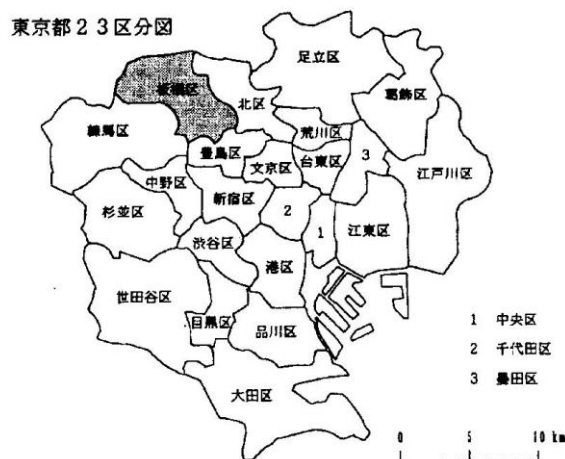 東京都２３区分図
足立区
葛飾区
板橋区
北区
練馬区
荒川区
豊島区
文京区
台東区
3
江戸川区
中野区
新宿区
2
杉並区
1
江東区
渋谷区
港区
世田谷区
目黒区
品川区
大田区
1 中央区
2 千代田区
3 墨田区
0 5 10 km